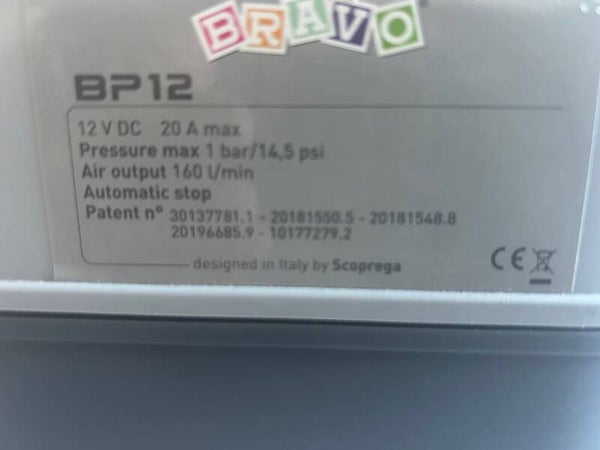 BRAVO
BP12
12 V DC 20 A max
Pressure max 1 bar/14,5 psi
Air output 160 l/min
Automatic stop
Patent n° 30137781.1 - 20181550.5 - 20181548.8
20196685.9 - 10177279.2
designed in Italy by Scoprega
CE